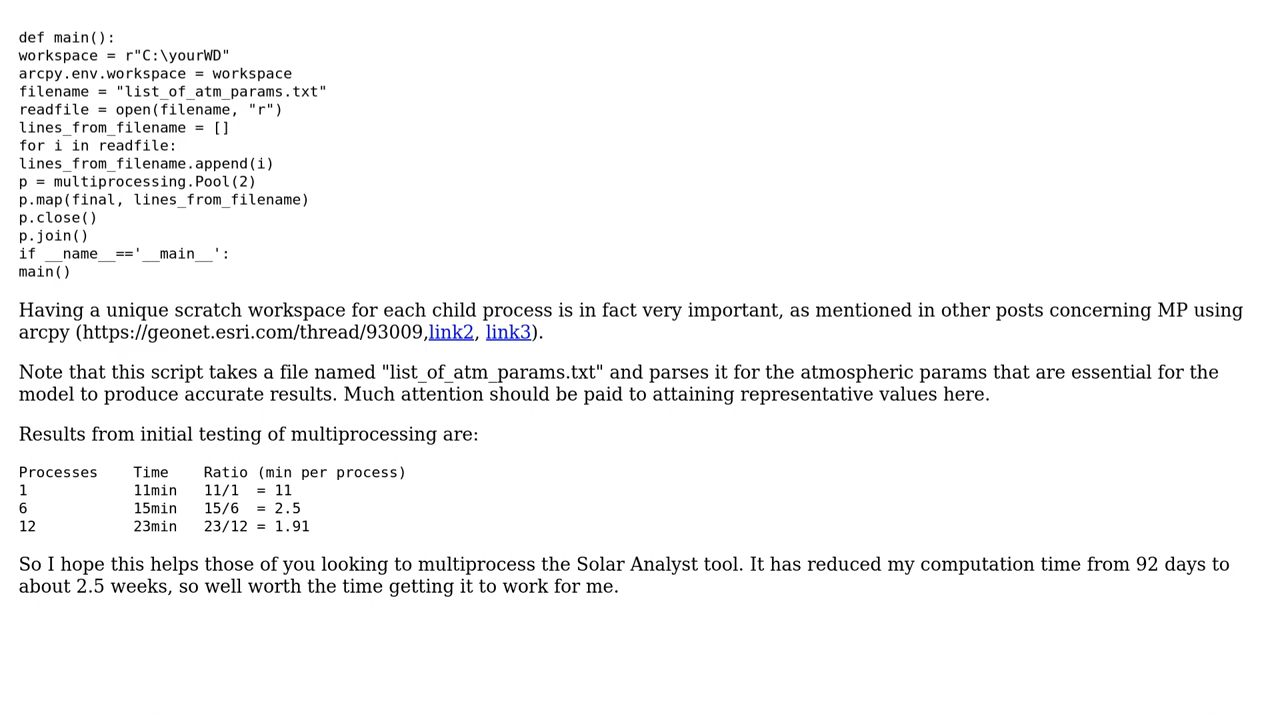 def main():
workspace = r"C:\yourWD"
arcpy.env.workspace = workspace
filename = "list_of_atm_params.txt"
readfile = open(filename, "r")
lines_from_filename = []
for i in readfile:
lines_from_filename.append(i)
p = multiprocessing.Pool(2)
p.map(final, lines_from_filename)
p.close()
p.join()
if __name__=='__main__':
main()
Having a unique scratch workspace for each child process is in fact very important, as mentioned in other posts concerning MP using
arcpy (https://geonet.esri.com/thread/93009,link2, link3).
Note that this script takes a file named "list_of_atm_params.txt" and parses it for the atmospheric params that are essential for the
model to produce accurate results. Much attention should be paid to attaining representative values here.
Results from initial testing of multiprocessing are:
Processes    Time    Ratio (min per process)
1            11min   11/1  = 11
6            15min   15/6  = 2.5
12           23min   23/12 = 1.91
So I hope this helps those of you looking to multiprocess the Solar Analyst tool. It has reduced my computation time from 92 days to
about 2.5 weeks, so well worth the time getting it to work for me.